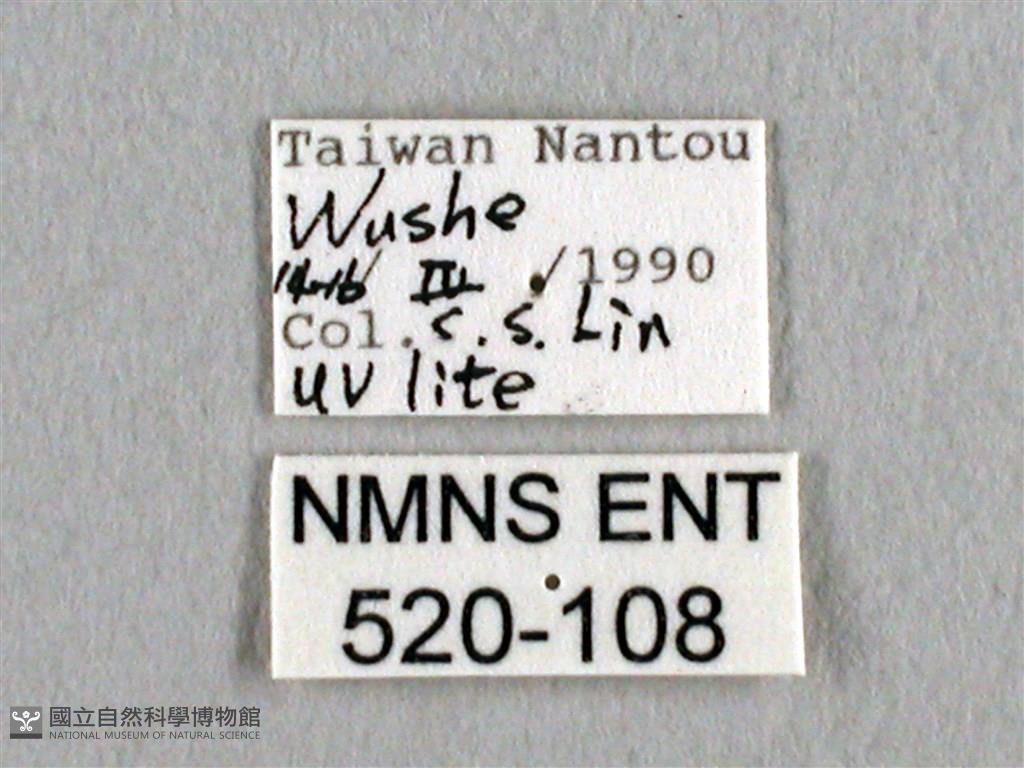 Taiwan Nantou
Wushe
14-16/ IV ./1990
Col. C. S. Lin
UV lite
NMNS ENT
520-108
國立自然科學博物館
NATIONAL MUSEUM OF NATURAL SCIENCE